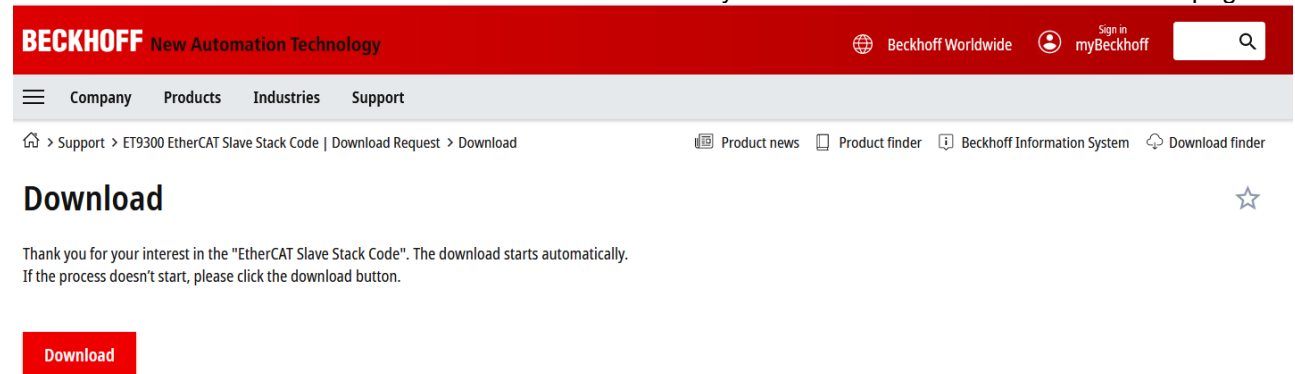 BECKHOFF New Automation Technology
Beckhoff Worldwide
Sign in
myBeckhoff
Company Products Industries Support
> Support > ET9300 EtherCAT Slave Stack Code | Download Request > Download
Product news Product finder Beckhoff Information System Download finder
Download
Thank you for your interest in the "EtherCAT Slave Stack Code". The download starts automatically.
If the process doesn't start, please click the download button.
Download